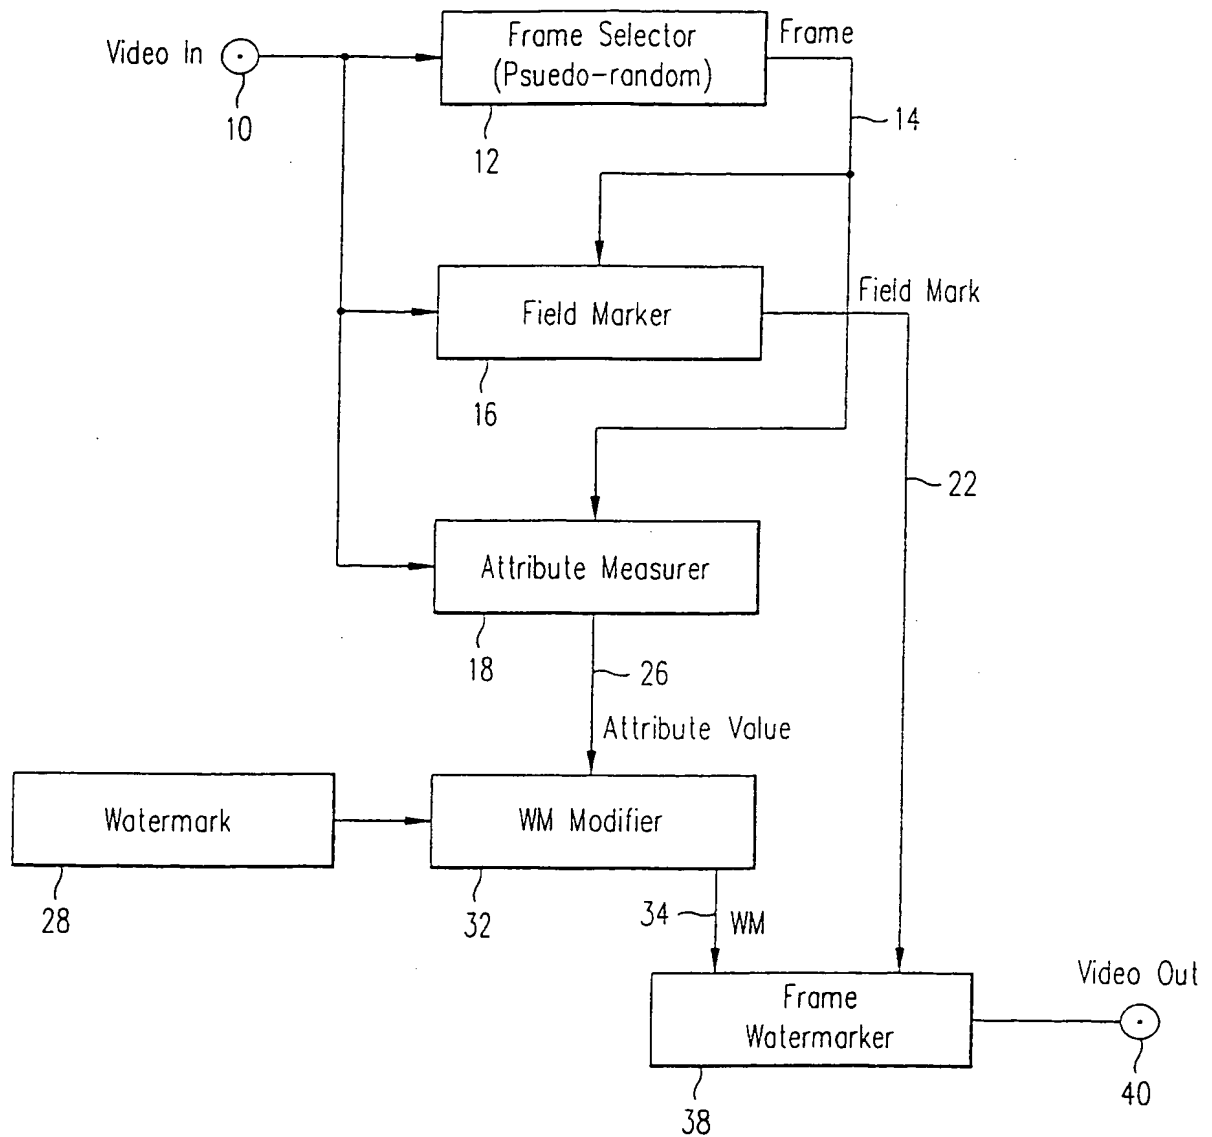 Video In
10
Frame Selector
(Psuedo-random)
12
Frame
14
Field Marker
16
Field Mark
22
Attribute Measurer
18
26
Attribute Value
Watermark
28
WM Modifier
32
34
WM
Frame
Watermarker
38
Video Out
40